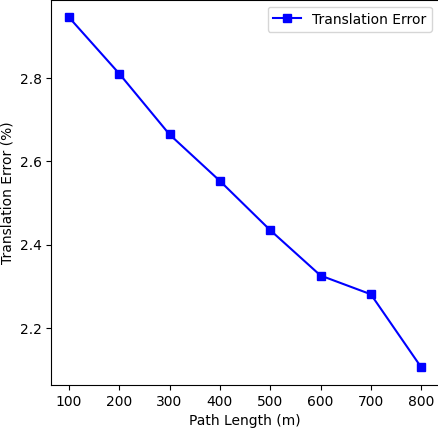 Translation Error
Translation Error (%)
2.8
2.6
2.4
2.2
100 200 300 400 500 600 700 800
Path Length (m)